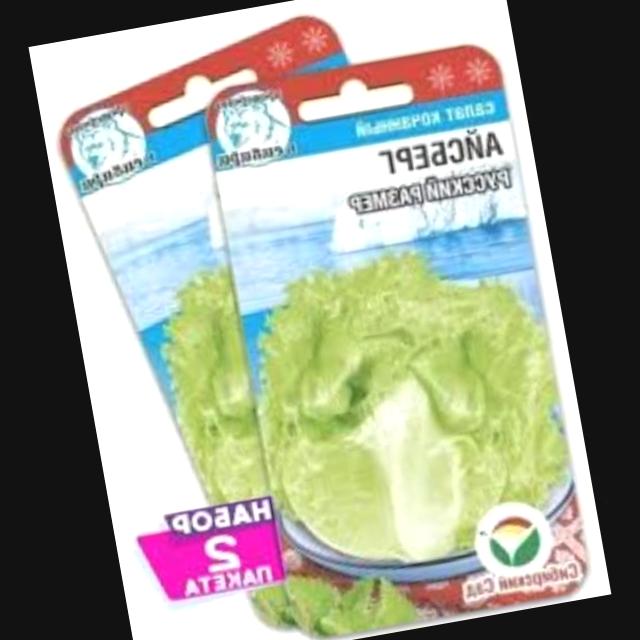 САЛАТ КОЧАННЫЙ
АЙСБЕРГ
РУССКИЙ РАЗМЕР
Сибирский Сад
НАБОР
2
ПАКЕТА